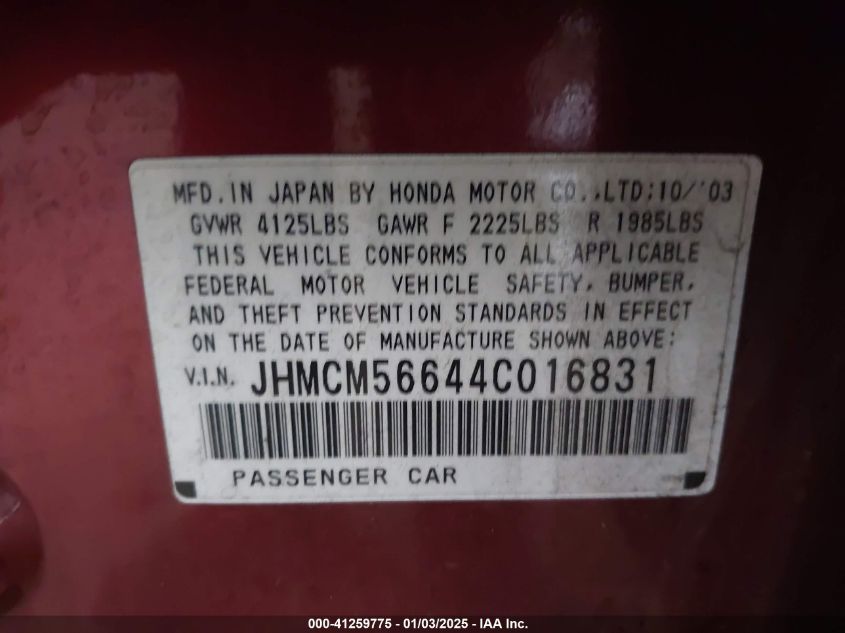 MFD. IN JAPAN BY HONDA MOTOR CO., LTD; 10/'03
GVWR 4125LBS GAWR F 2225LBS R 1985LBS
THIS VEHICLE CONFORMS TO ALL APPLICABLE
FEDERAL MOTOR VEHICLE SAFETY, BUMPER,
AND THEFT PREVENTION STANDARDS IN EFFECT
ON THE DATE OF MANUFACTURE SHOWN ABOVE:
V.I.N. JHMCM56644C016831
PASSENGER CAR
000-41259775 - 01/03/2025 - IAA Inc.